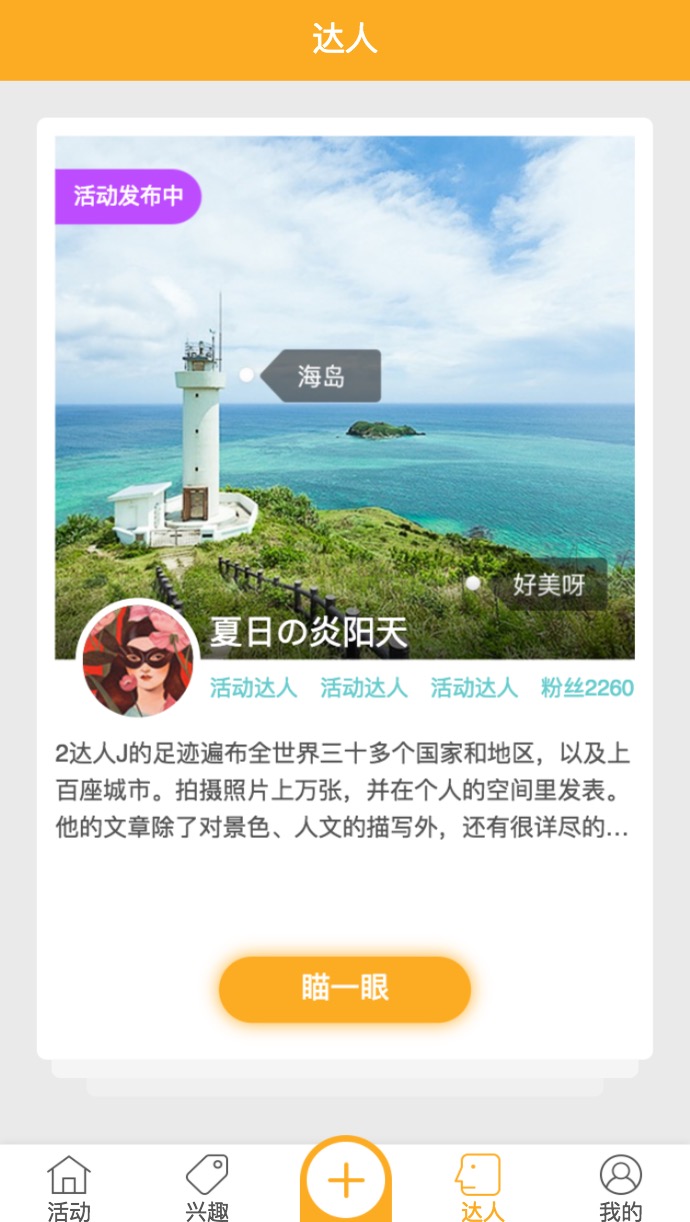 达人
活动发布中
海岛
好美呀
夏日の炎阳天
活动达人 活动达人 活动达人 粉丝2260
2达人J的足迹遍布全世界三十多个国家和地区，以及上
百座城市。拍摄照片上万张，并在个人的空间里发表。
他的文章除了对景色、人文的描写外，还有很详尽的...
瞄一眼
活动 兴趣 达人 我的